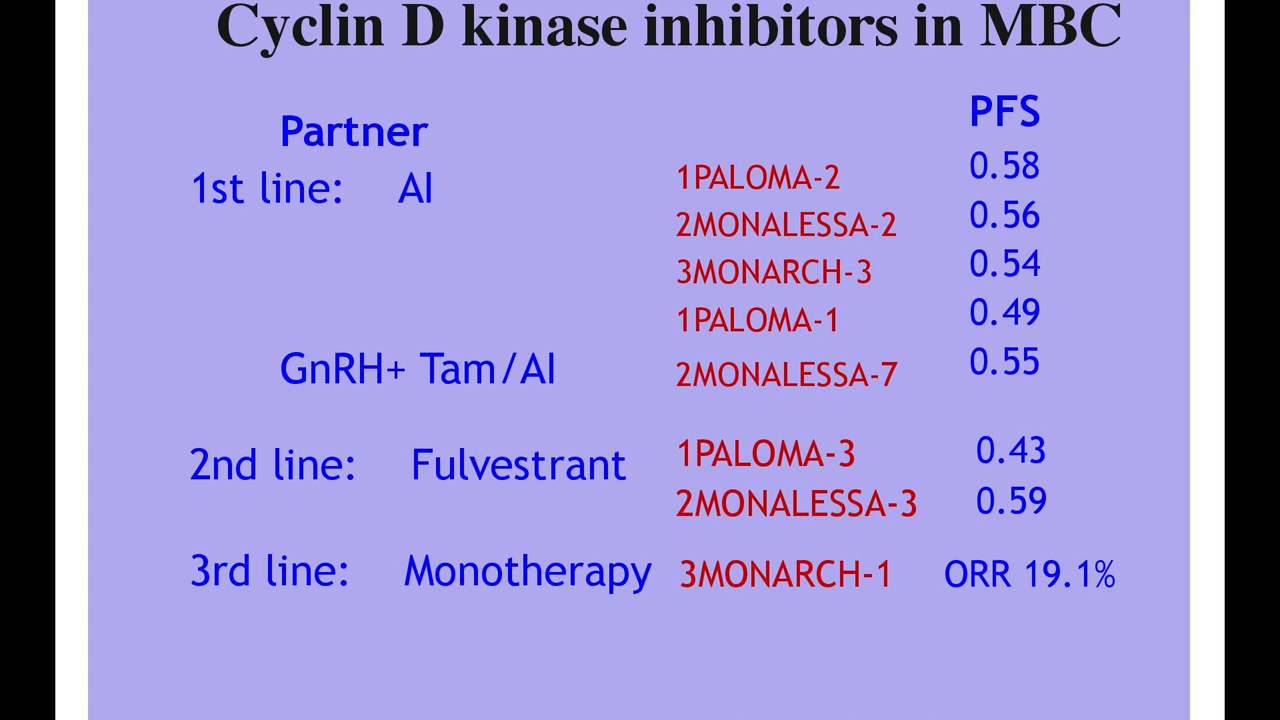 Cyclin D kinase inhibitors in MBC
Partner PFS
1st line: AI 1PALOMA-2 0.58
2MONALESSA-2 0.56
3MONARCH-3 0.54
1PALOMA-1 0.49
GnRH+ Tam/AI 2MONALESSA-7 0.55
2nd line: Fulvestrant 1PALOMA-3 0.43
2MONALESSA-3 0.59
3rd line: Monotherapy 3MONARCH-1 ORR 19.1%